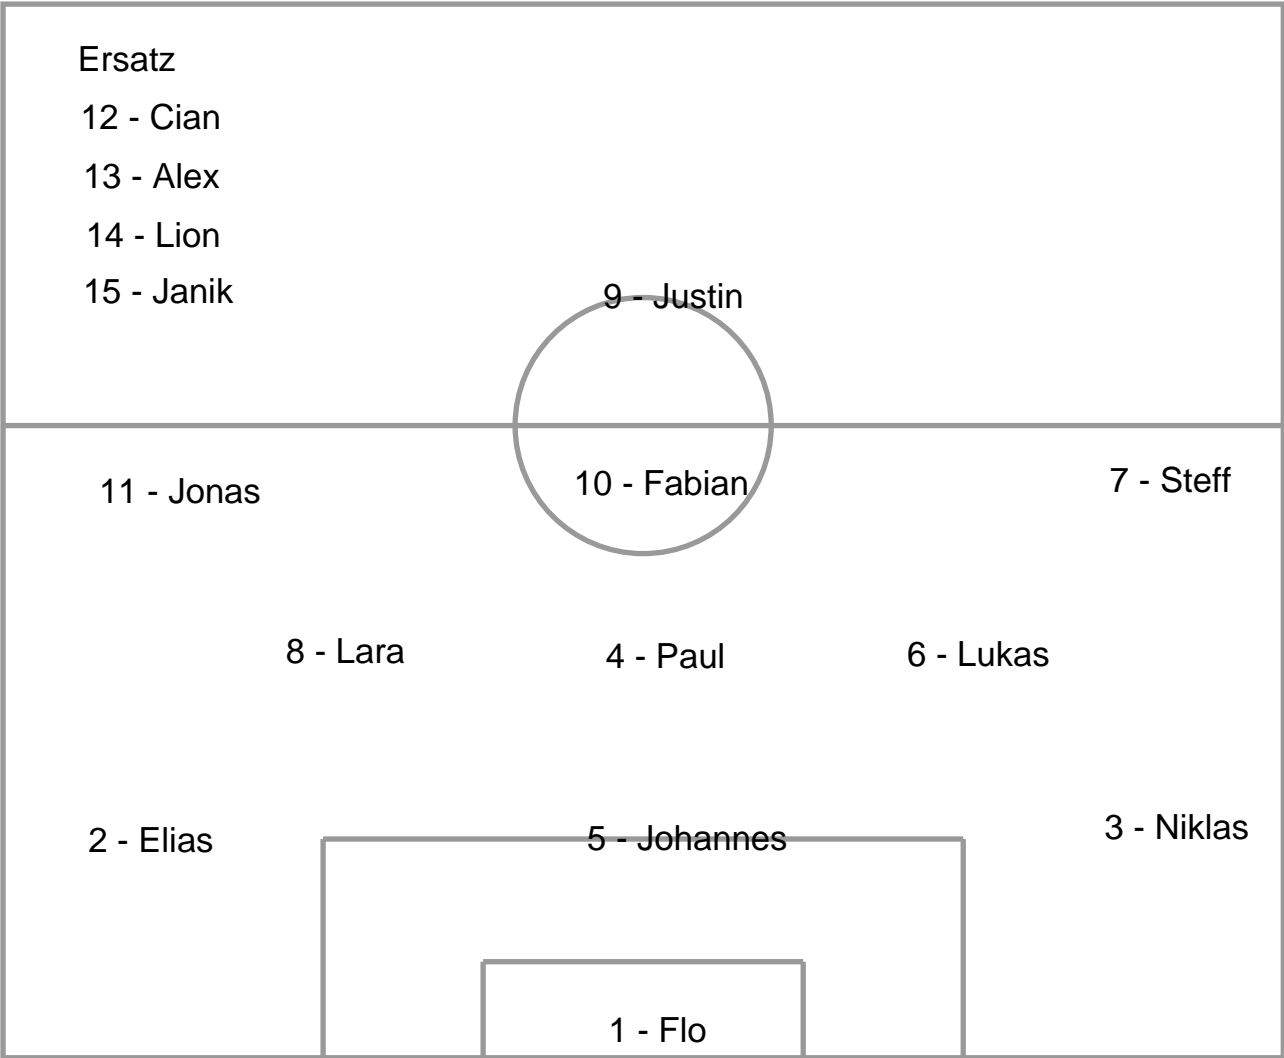 Ersatz
12 - Cian
13 - Alex
14 - Lion
15 - Janik
9 - Justin
11 - Jonas
10 - Fabian
7 - Steff
8 - Lara
4 - Paul
6 - Lukas
2 - Elias
5 - Johannes
3 - Niklas
1 - Flo